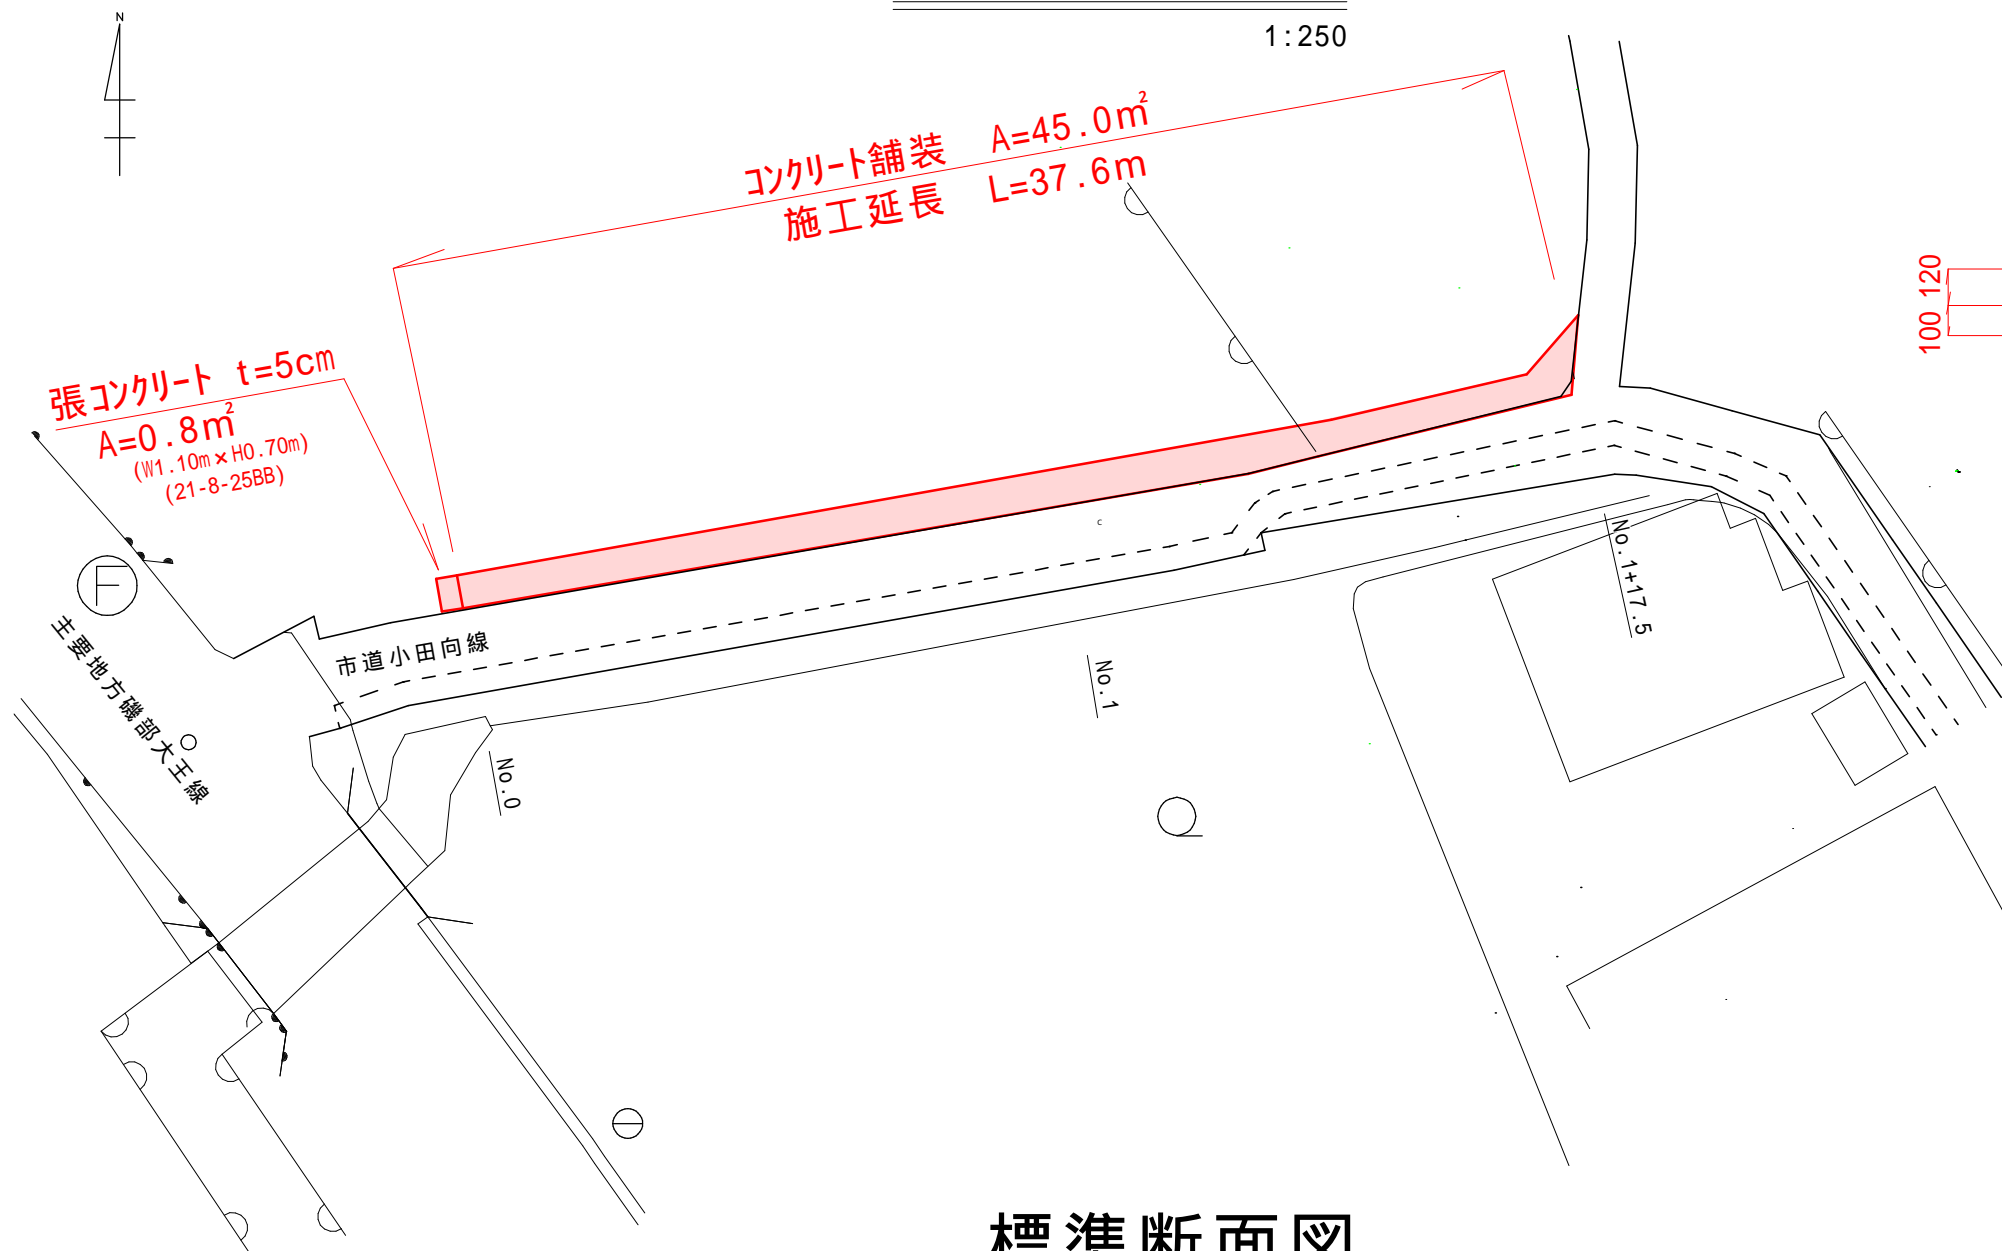 N
1:250
コンクリート舗装 A=45.0㎡
施工延長 L=37.6m
120
100
張コンクリート t=5cm
A=0.8㎡
(W1.10m×H0.70m)
(21-8-25BB)
市道小田向線
主要地方磯部大王線
c
No.0
No.1
No.1+17.5
標準断面図